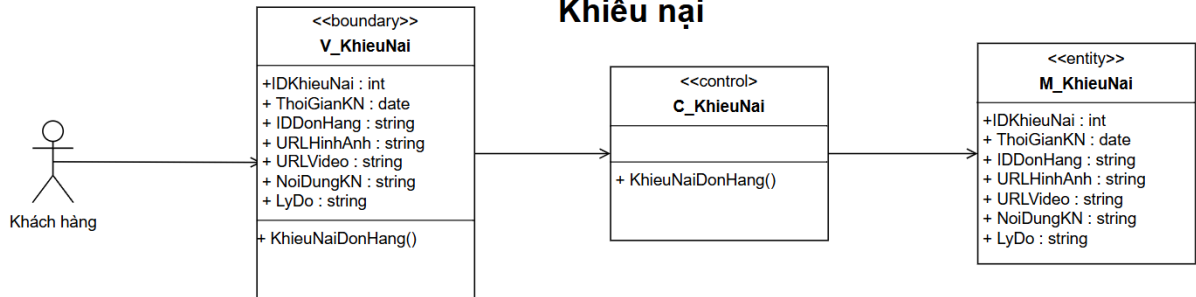 Khiếu nại
<<boundary>>
V_KhieuNai
+IDKhieuNai : int
+ ThoiGianKN : date
+ IDDonHang : string
+ URLHinhAnh : string
+ URLVideo : string
+ NoiDungKN : string
+ LyDo : string
+ KhieuNaiDonHang()
<<control>
C_KhieuNai
+ KhieuNaiDonHang()
<<entity>>
M_KhieuNai
+IDKhieuNai : int
+ ThoiGianKN : date
+ IDDonHang : string
+ URLHinhAnh : string
+ URLVideo : string
+ NoiDungKN : string
+ LyDo : string
Khách hàng